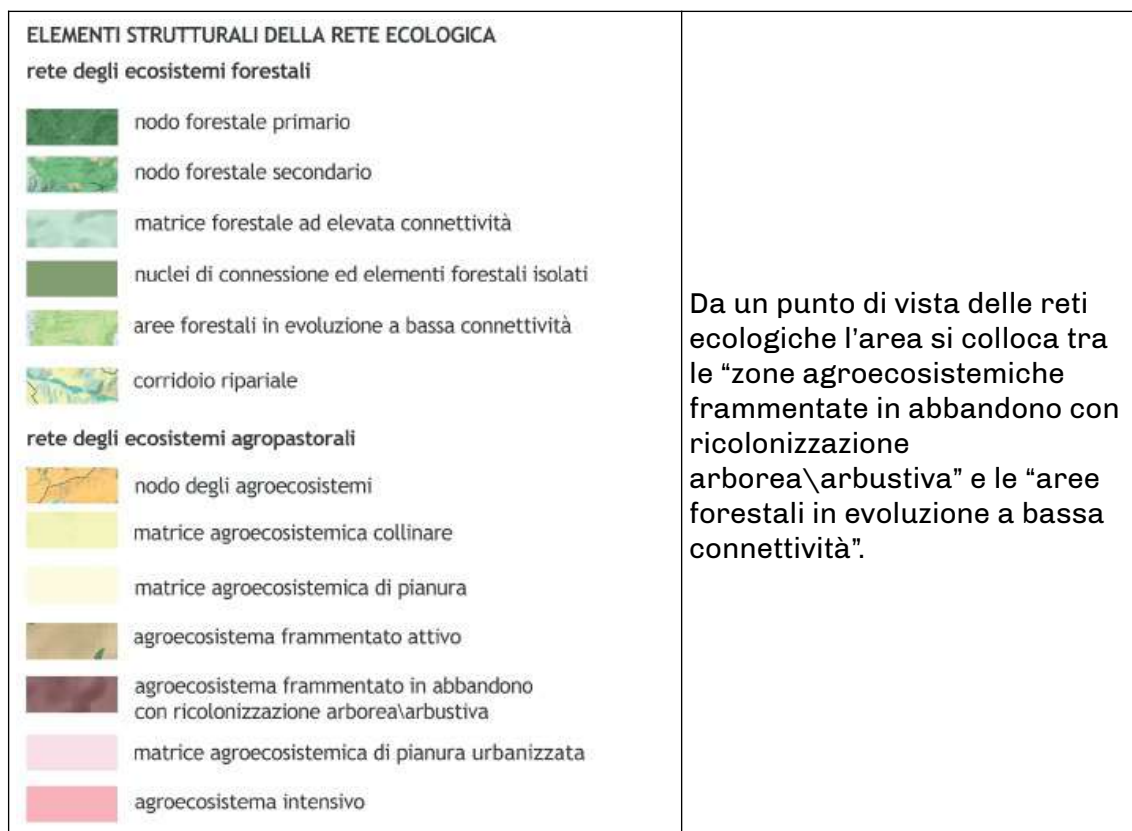 ELEMENTI STRUTTURALI DELLA RETE ECOLOGICA
rete degli ecosistemi forestali
nodo forestale primario
nodo forestale secondario
matrice forestale ad elevata connettività
nuclei di connessione ed elementi forestali isolati
aree forestali in evoluzione a bassa connettività
corridoio ripariale
rete degli ecosistemi agropastorali
nodo degli agroecosistemi
matrice agroecosistemica collinare
matrice agroecosistemica di pianura
agroecosistema frammentato attivo
agroecosistema frammentato in abbandono
con ricolonizzazione arborea\arbustiva
matrice agroecosistemica di pianura urbanizzata
agroecosistema intensivo
Da un punto di vista delle reti
ecologiche l'area si colloca tra
le “zone agroecosistemiche
frammentate in abbandono con
ricolonizzazione
arborea\arbustiva” e le “aree
forestali in evoluzione a bassa
connettività”.